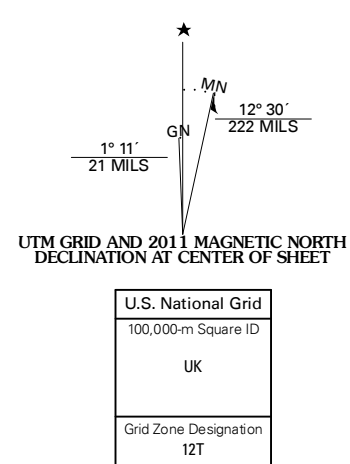 ★
MN
GN
12° 30´
222 MILS
1° 11´
21 MILS
UTM GRID AND 2011 MAGNETIC NORTH
DECLINATION AT CENTER OF SHEET
U.S. National Grid
100,000-m Square ID
UK
Grid Zone Designation
12T